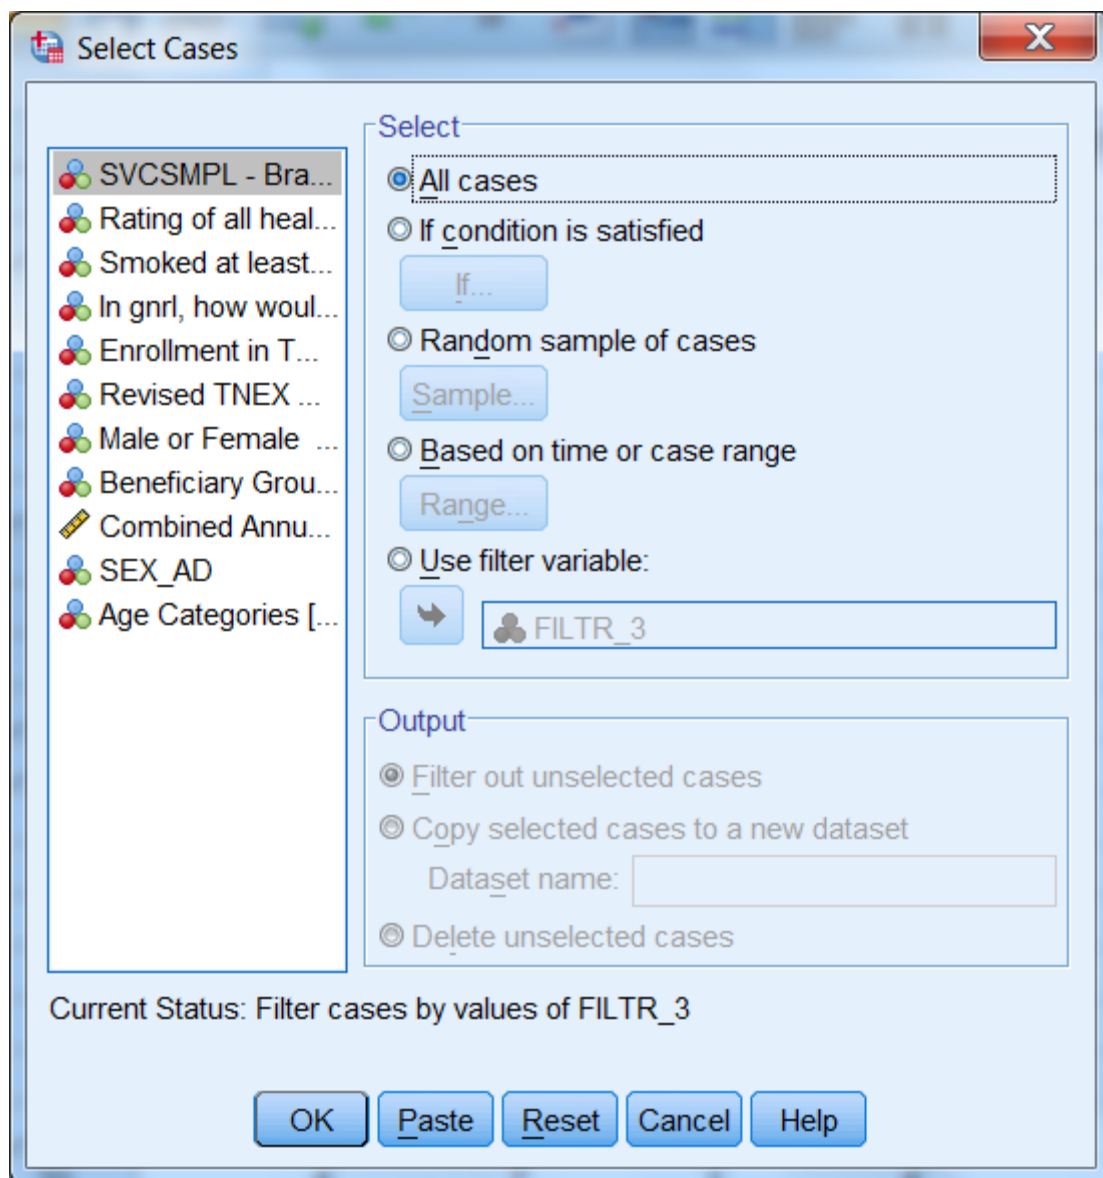 Select Cases
SVCSMPL - Bra...
Rating of all heal...
Smoked at least...
In gnrl, how woul...
Enrollment in T...
Revised TNEX ...
Male or Female ...
Beneficiary Grou...
Combined Annu...
SEX_AD
Age Categories [...
Select
All cases
If condition is satisfied
If...
Random sample of cases
Sample...
Based on time or case range
Range...
Use filter variable:
FILTR_3
Output
Filter out unselected cases
Copy selected cases to a new dataset
Dataset name:
Delete unselected cases
Current Status: Filter cases by values of FILTR_3
OK Paste Reset Cancel Help